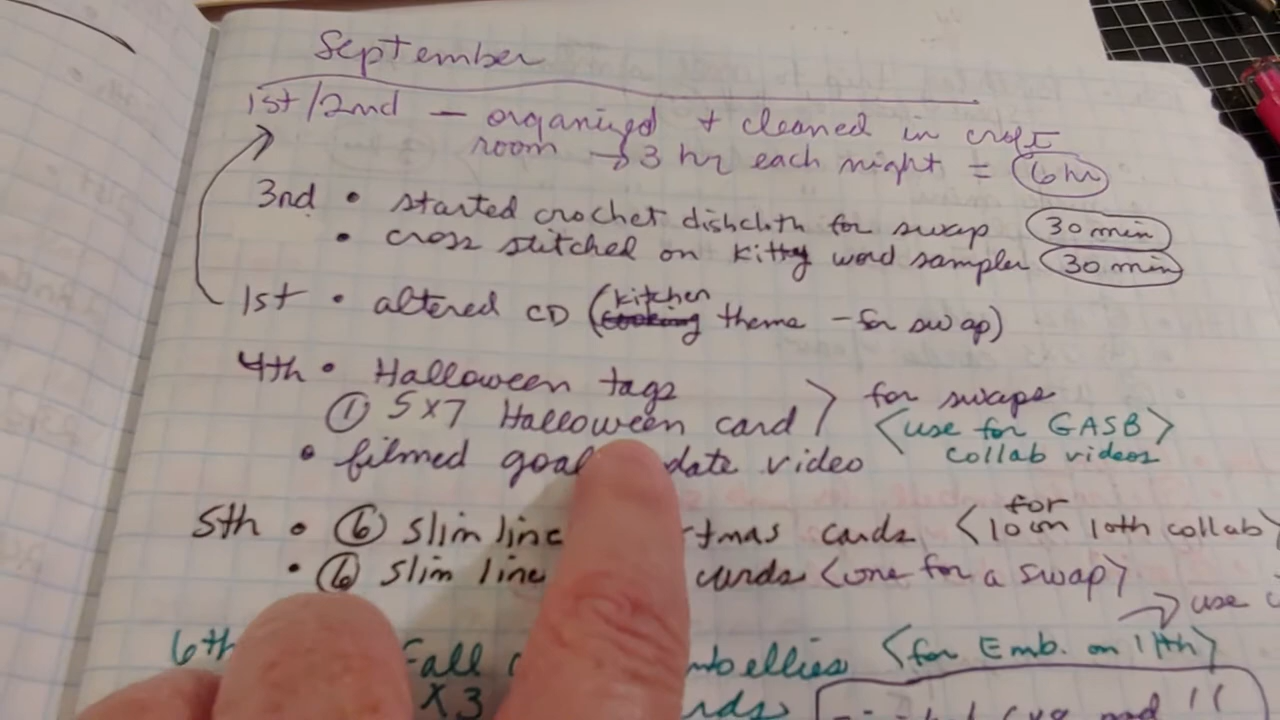 September
1st/2nd — organized + cleaned in craft
room → 3 hr each night = 6 hr
3nd • started crochet dishcloth for swap 30 min
• cross stitched on kitty word sampler 30 min
1st • altered CD (kitchen cooking theme - for swap)
4th • Halloween tags
① 5x7 Halloween card > for swaps
<use for GASB>
collab videos
• filmed goal date video
5th • ⑥ slim line tmas cards <for 10 on 10th collab>
• ⑥ slim line cards <one for a swap>
→ use
6th Fall embellies <for Emb. on 11th>
x3